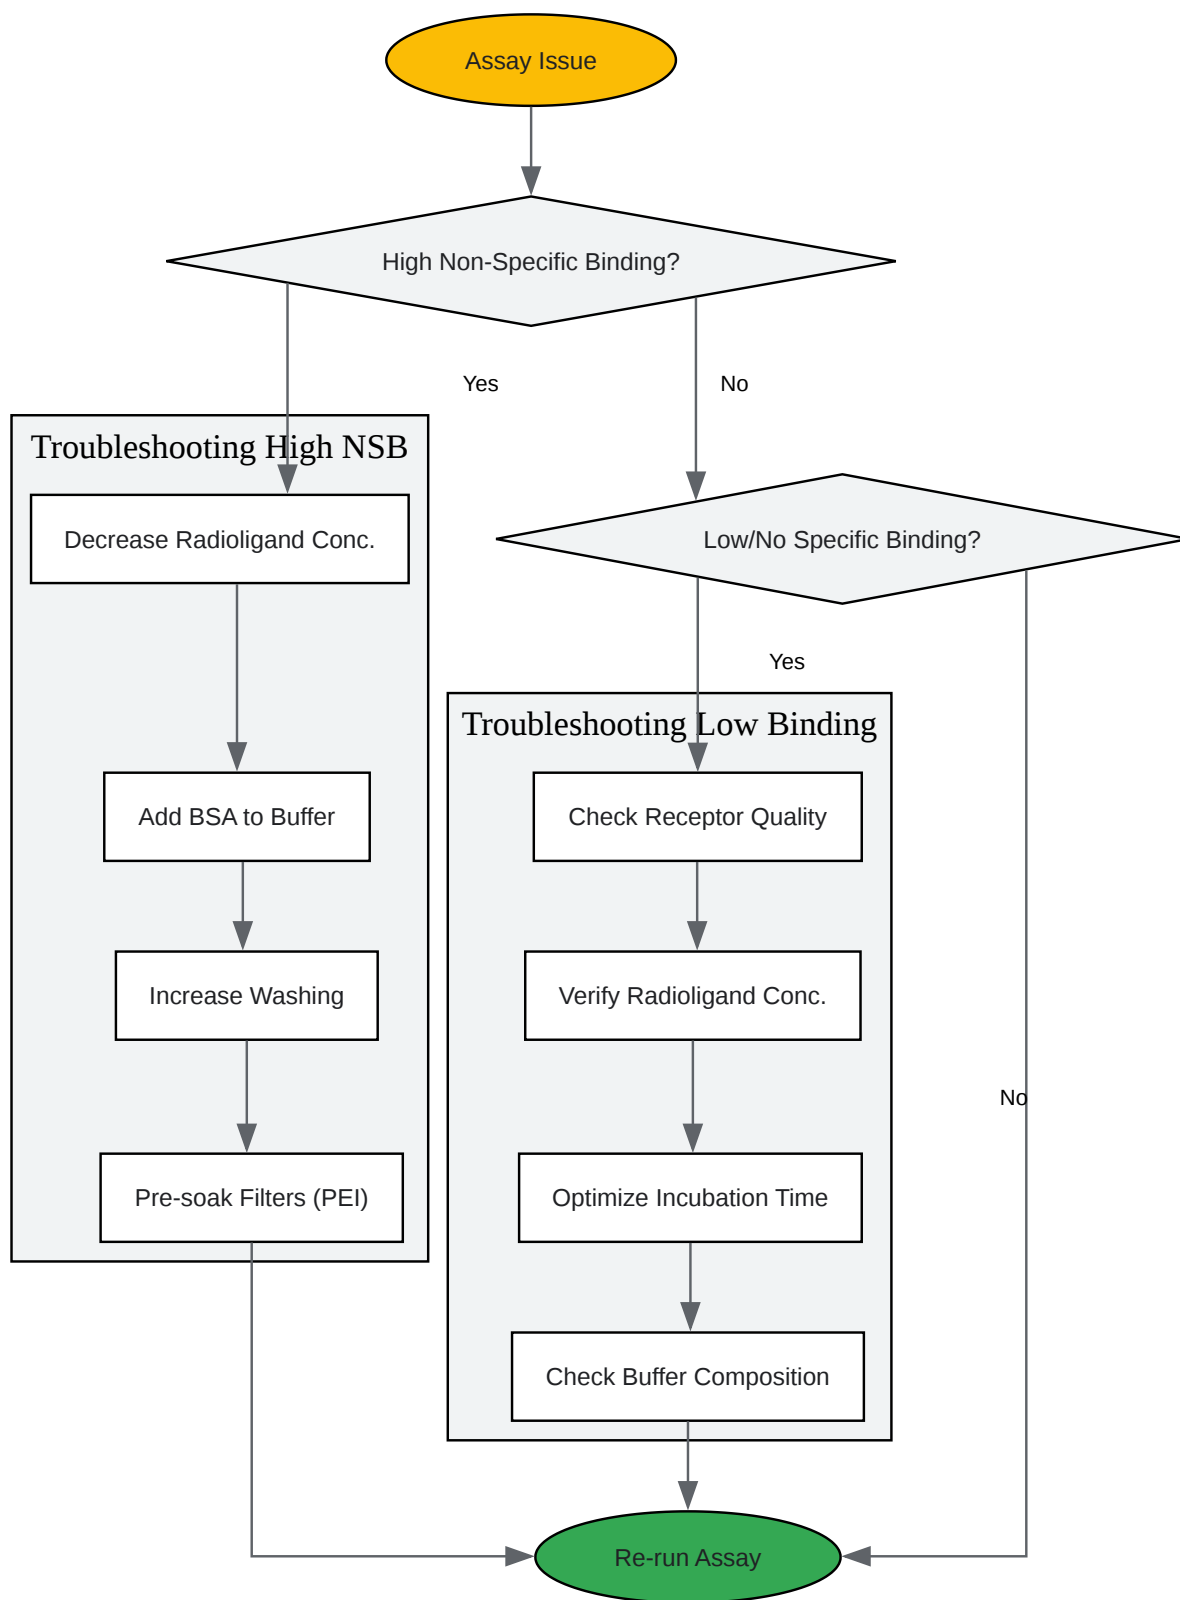 Assay Issue
High Non-Specific Binding?
Yes
No
Troubleshooting High NSB
Decrease Radioligand Conc.
Add BSA to Buffer
Increase Washing
Pre-soak Filters (PEI)
Low/No Specific Binding?
Yes
No
Troubleshooting Low Binding
Check Receptor Quality
Verify Radioligand Conc.
Optimize Incubation Time
Check Buffer Composition
Re-run Assay